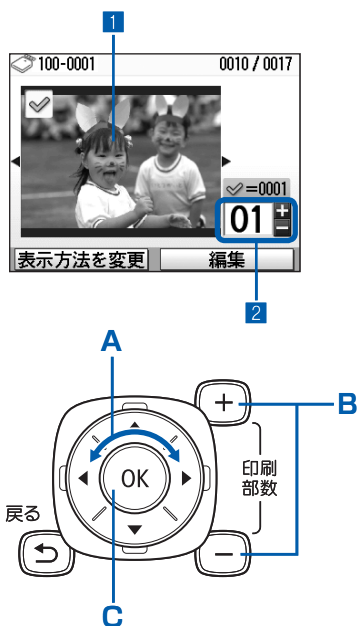 1
100-0001 0010 / 0017
=0001
01 +
−
表示方法を変更 編集
2
A
+ B
OK
印刷
部数
戻る
−
C